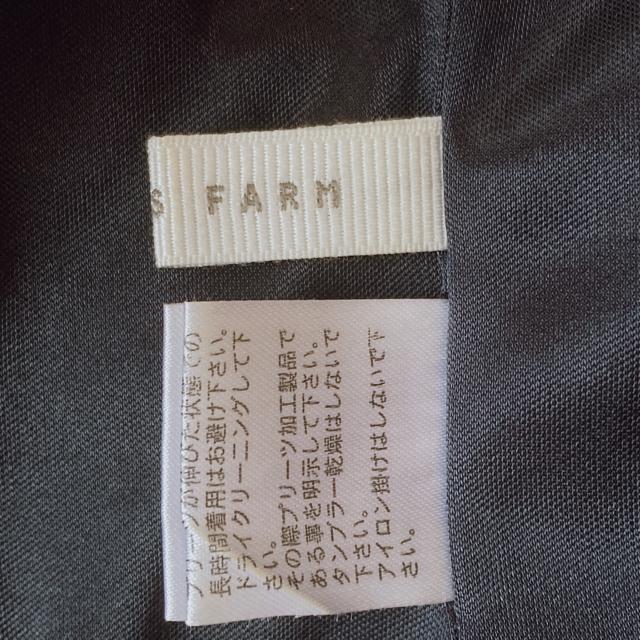 S FARM
プリーツが伸びた状態での
長時間着用はお避け下さい。
ドライクリーニングして下
さい。
その際プリーツ加工製品で
ある事を明示して下さい。
タンブラー乾燥はしないで
下さい。
アイロン掛けはしないで下
さい。